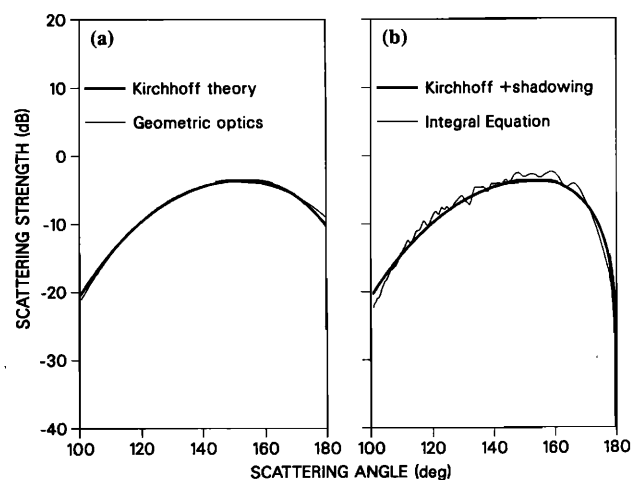 20
(a)
(b)
10
Kirchhoff theory
Kirchhoff +shadowing
Geometric optics
Integral Equation
0
-10
-20
-30
-40
SCATTERING STRENGTH (dB)
100 120 140 160 180
100 120 140 160 180
SCATTERING ANGLE (deg)